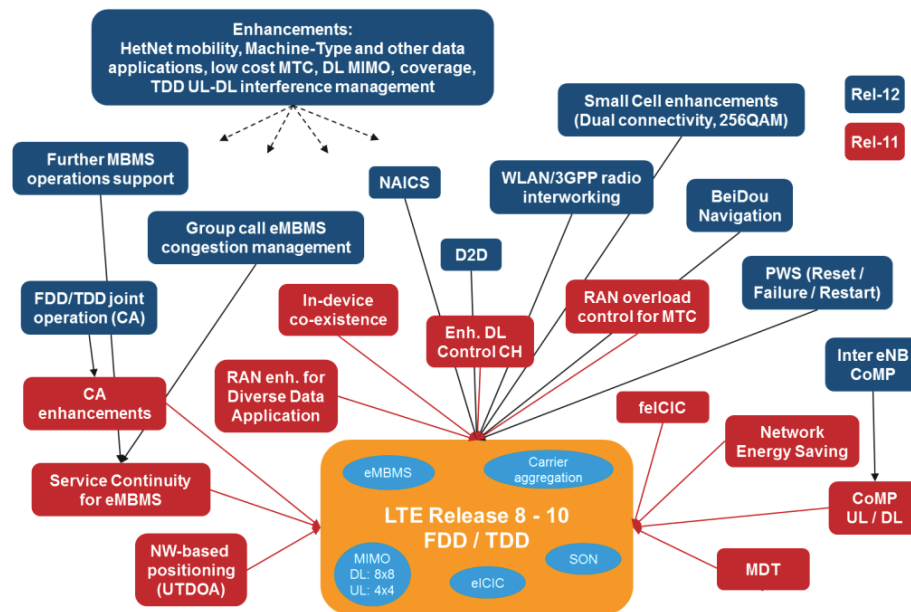 Enhancements:
HetNet mobility, Machine-Type and other data
applications, low cost MTC, DL MIMO, coverage,
TDD UL-DL interference management
Small Cell enhancements
(Dual connectivity, 256QAM)
Rel-12
Rel-11
Further MBMS
operations support
NAICS
WLAN/3GPP radio
interworking
BeiDou
Navigation
Group call eMBMS
congestion management
D2D
PWS (Reset /
Failure / Restart)
FDD/TDD joint
operation (CA)
In-device
co-existence
Enh. DL
Control CH
RAN overload
control for MTC
Inter eNB
CoMP
CA
enhancements
RAN enh. for
Diverse Data
Application
feICIC
Network
Energy Saving
Service Continuity
for eMBMS
eMBMS
Carrier
aggregation
CoMP
UL / DL
LTE Release 8 - 10
FDD / TDD
NW-based
positioning
(UTDOA)
MIMO
DL: 8x8
UL: 4x4
eICIC
SON
MDT